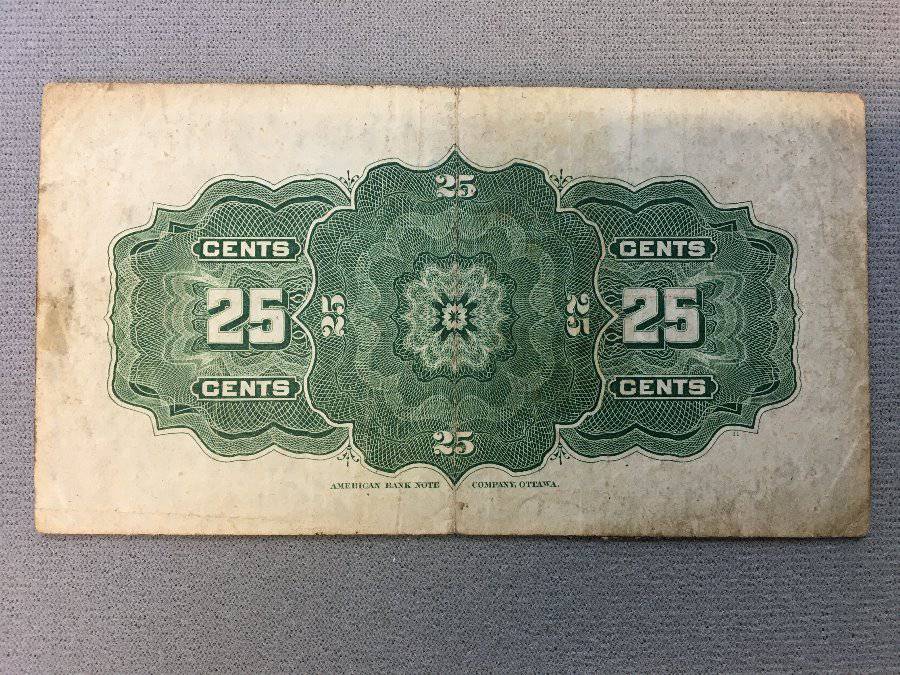 25
CENTS CENTS
25 25 25 25
CENTS CENTS
25
AMERICAN BANK NOTE COMPANY, OTTAWA.